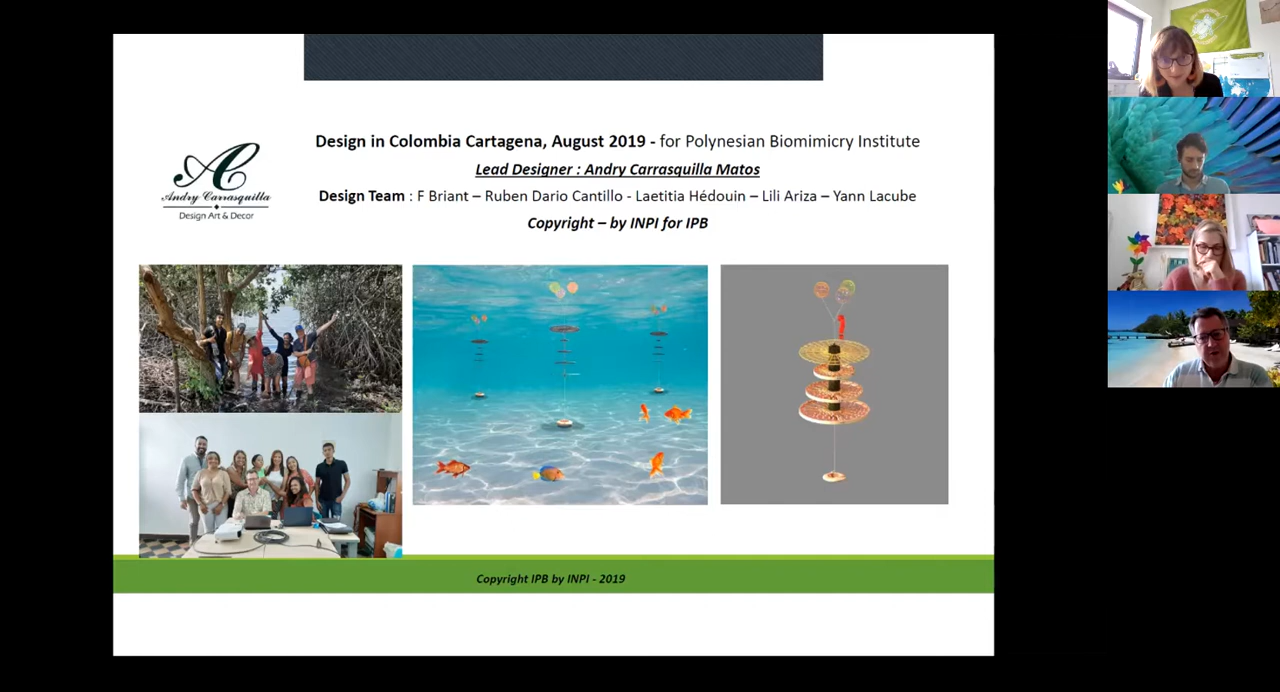 Design in Colombia Cartagena, August 2019 - for Polynesian Biomimicry Institute
Lead Designer : Andry Carrasquilla Matos
Design Team : F Briant – Ruben Dario Cantillo - Laetitia Hédouin – Lili Ariza – Yann Lacube
Copyright – by INPI for IPB
AC
Andry Carrasquilla
Design Art & Decor
Copyright IPB by INPI - 2019